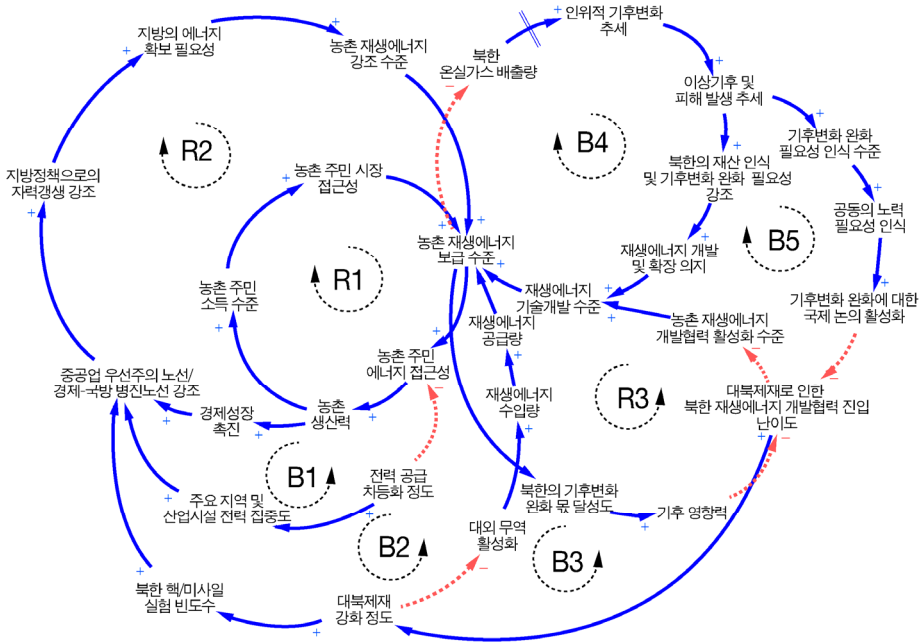 인위적 기후변화
추세
지방의 에너지
확보 필요성
농촌 재생에너지
강조 수준
북한
온실가스 배출량
이상기후 및
피해 발생 추세
R2
B4
기후변화 완화
필요성 인식 수준
지방정책으로의
자력갱생 강조
농촌 주민 시장
접근성
북한의 재산 인식
및 기후변화 완화 필요성
강조
공동의 노력
필요성 인식
농촌 재생에너지
보급 수준
재생에너지 개발
및 확장 의지
B5
R1
농촌 주민
소득 수준
재생에너지
기술개발 수준
기후변화 완화에 대한
국제 논의 활성화
재생에너지
공급량
농촌 재생에너지
개발협력 활성화 수준
농촌 주민
에너지 접근성
중공업 우선주의 노선/
경제-국방 병진노선 강조
재생에너지
수입량
R3
대북제재로 인한
북한 재생에너지 개발협력 진입
난이도
경제성장
촉진
농촌
생산력
B1
전력 공급
차등화 정도
주요 지역 및
산업시설 전력 집중도
북한의 기후변화
완화 몫 달성도
기후 영향력
대외 무역
활성화
B2
B3
북한 핵/미사일
실험 빈도수
대북제재
강화 정도